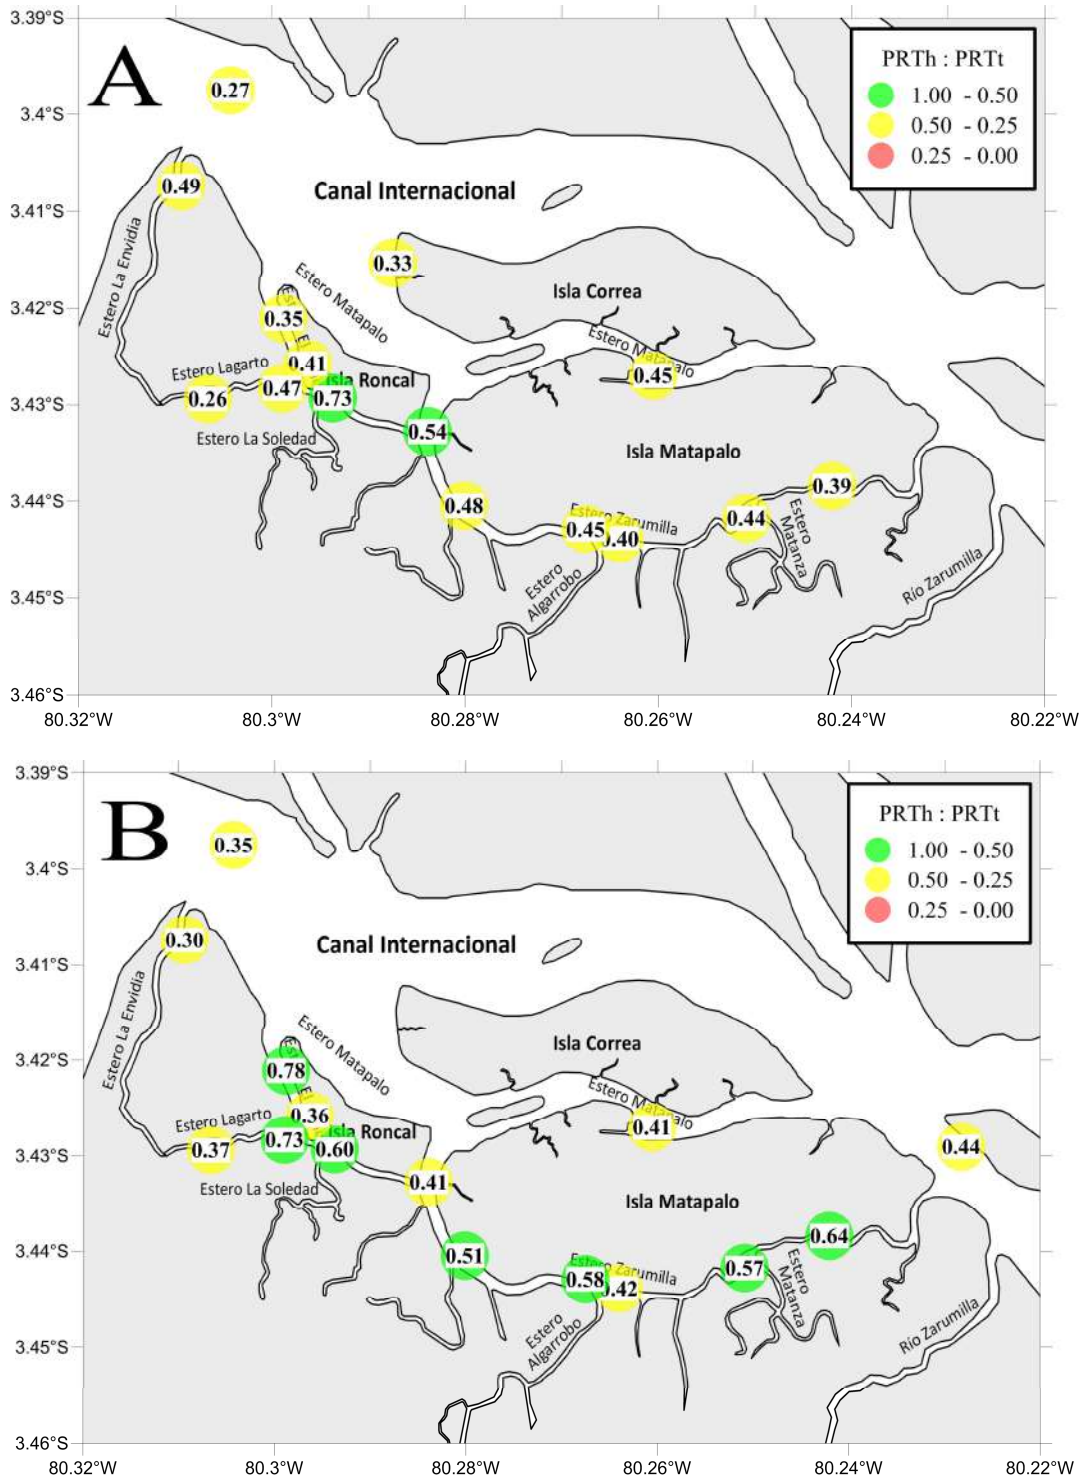 3.39°S
A
PRTh : PRTt
1.00 - 0.50
0.50 - 0.25
0.25 - 0.00
0.27
3.4°S
0.49
Canal Internacional
3.41°S
Estero La Envidia
0.33
Estero Matapalo
Isla Correa
3.42°S
0.35
Estero Matapalo
0.41
Estero Lagarto
Isla Roncal
0.45
0.26
0.47
0.73
3.43°S
0.54
Estero La Soledad
Isla Matapalo
3.44°S
0.39
0.48
Estero Zarumilla
0.45
0.40
0.44
Estero
Matanza
Estero
Algarrobo
Río Zarumilla
3.45°S
3.46°S
80.32°W 80.3°W 80.28°W 80.26°W 80.24°W 80.22°W
3.39°S
B
PRTh : PRTt
1.00 - 0.50
0.50 - 0.25
0.25 - 0.00
0.35
3.4°S
0.30
Canal Internacional
3.41°S
Estero La Envidia
Estero Matapalo
Isla Correa
3.42°S
0.78
Estero Matapalo
0.36
Estero Lagarto
Isla Roncal
0.41
0.37
0.73
0.60
0.44
3.43°S
0.41
Estero La Soledad
Isla Matapalo
3.44°S
0.64
0.51
Estero Zarumilla
0.58
0.42
0.57
Estero
Matanza
Estero
Algarrobo
Río Zarumilla
3.45°S
3.46°S
80.32°W 80.3°W 80.28°W 80.26°W 80.24°W 80.22°W